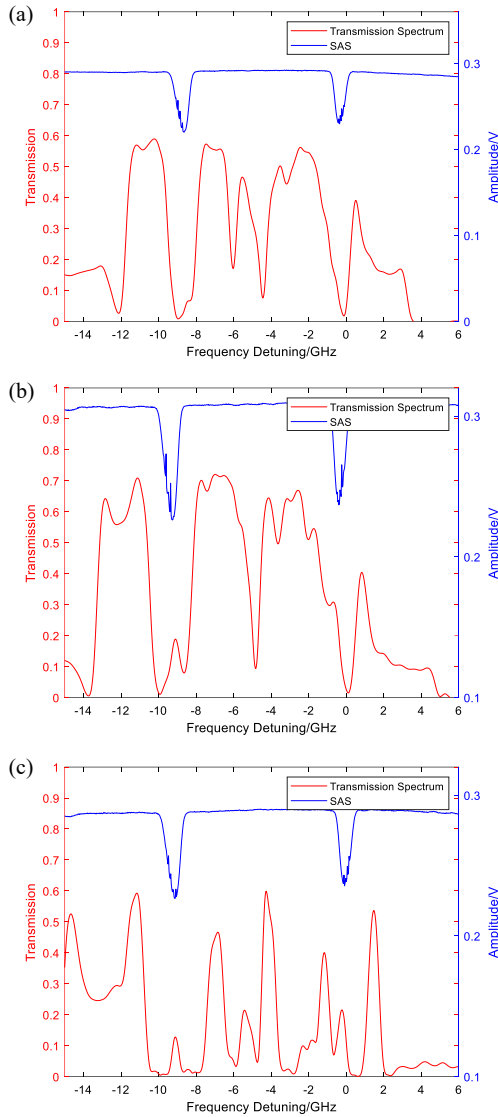 (a)
Transmission Spectrum
SAS
1
0.9
0.8
0.7
0.6
0.5
0.4
0.3
0.2
0.1
0
Transmission
0.3
0.2
0.1
0
Amplitude/V
-14 -12 -10 -8 -6 -4 -2 0 2 4 6
Frequency Detuning/GHz
(b)
Transmission Spectrum
SAS
1
0.9
0.8
0.7
0.6
0.5
0.4
0.3
0.2
0.1
0
Transmission
0.3
0.2
0.1
Amplitude/V
-14 -12 -10 -8 -6 -4 -2 0 2 4 6
Frequency Detuning/GHz
(c)
Transmission Spectrum
SAS
1
0.9
0.8
0.7
0.6
0.5
0.4
0.3
0.2
0.1
0
Transmission
0.3
0.2
0.1
Amplitude/V
-14 -12 -10 -8 -6 -4 -2 0 2 4 6
Frequency Detuning/GHz